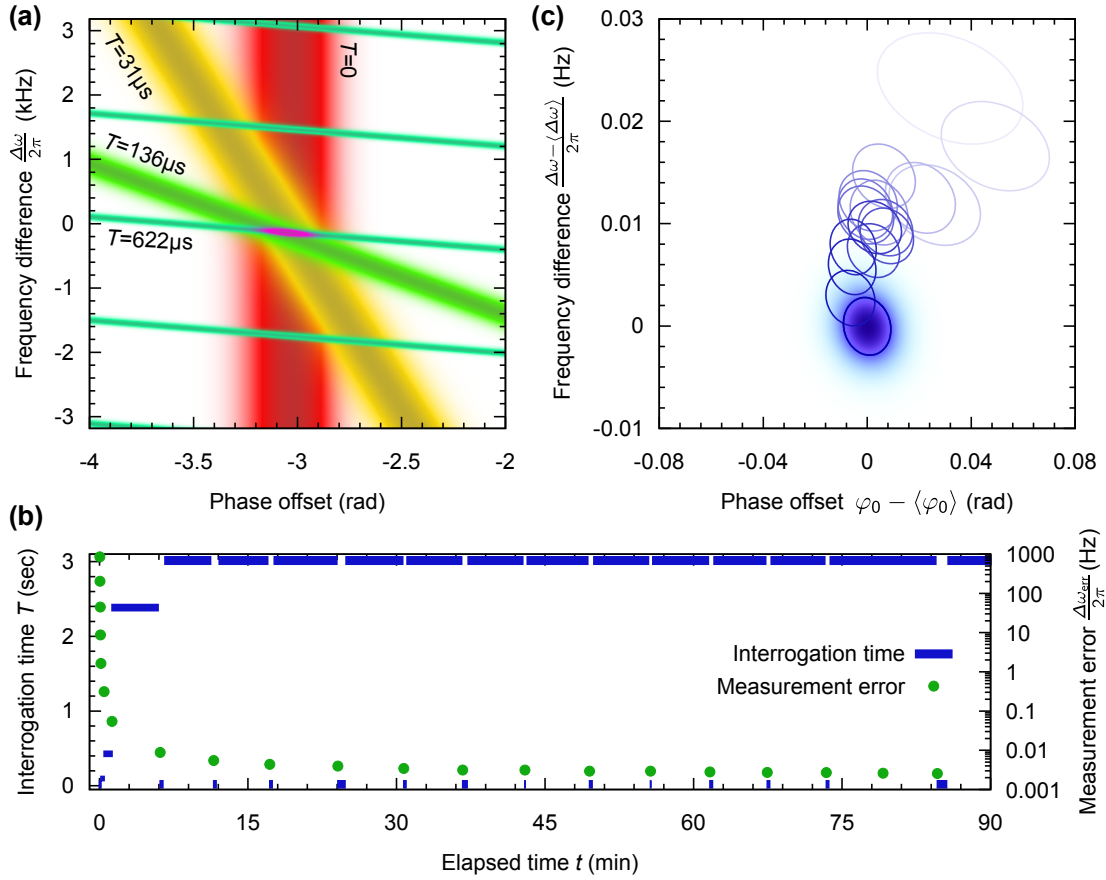 (a)
Frequency difference Δω/2π (kHz)
3
2
1
0
-1
-2
-3
T=31μs
T=0
T=136μs
T=622μs
-4
-3.5
-3
-2.5
-2
Phase offset (rad)
(c)
Frequency difference Δω−⟨Δω⟩/2π (Hz)
0.03
0.02
0.01
0
-0.01
-0.08
-0.04
0
0.04
0.08
Phase offset φ₀ − ⟨φ₀⟩ (rad)
(b)
Interrogation time T (sec)
3
2
1
0
Interrogation time
Measurement error
1000
100
10
1
0.1
0.01
0.001
Measurement error Δω_err/2π (Hz)
0
15
30
45
60
75
90
Elapsed time t (min)